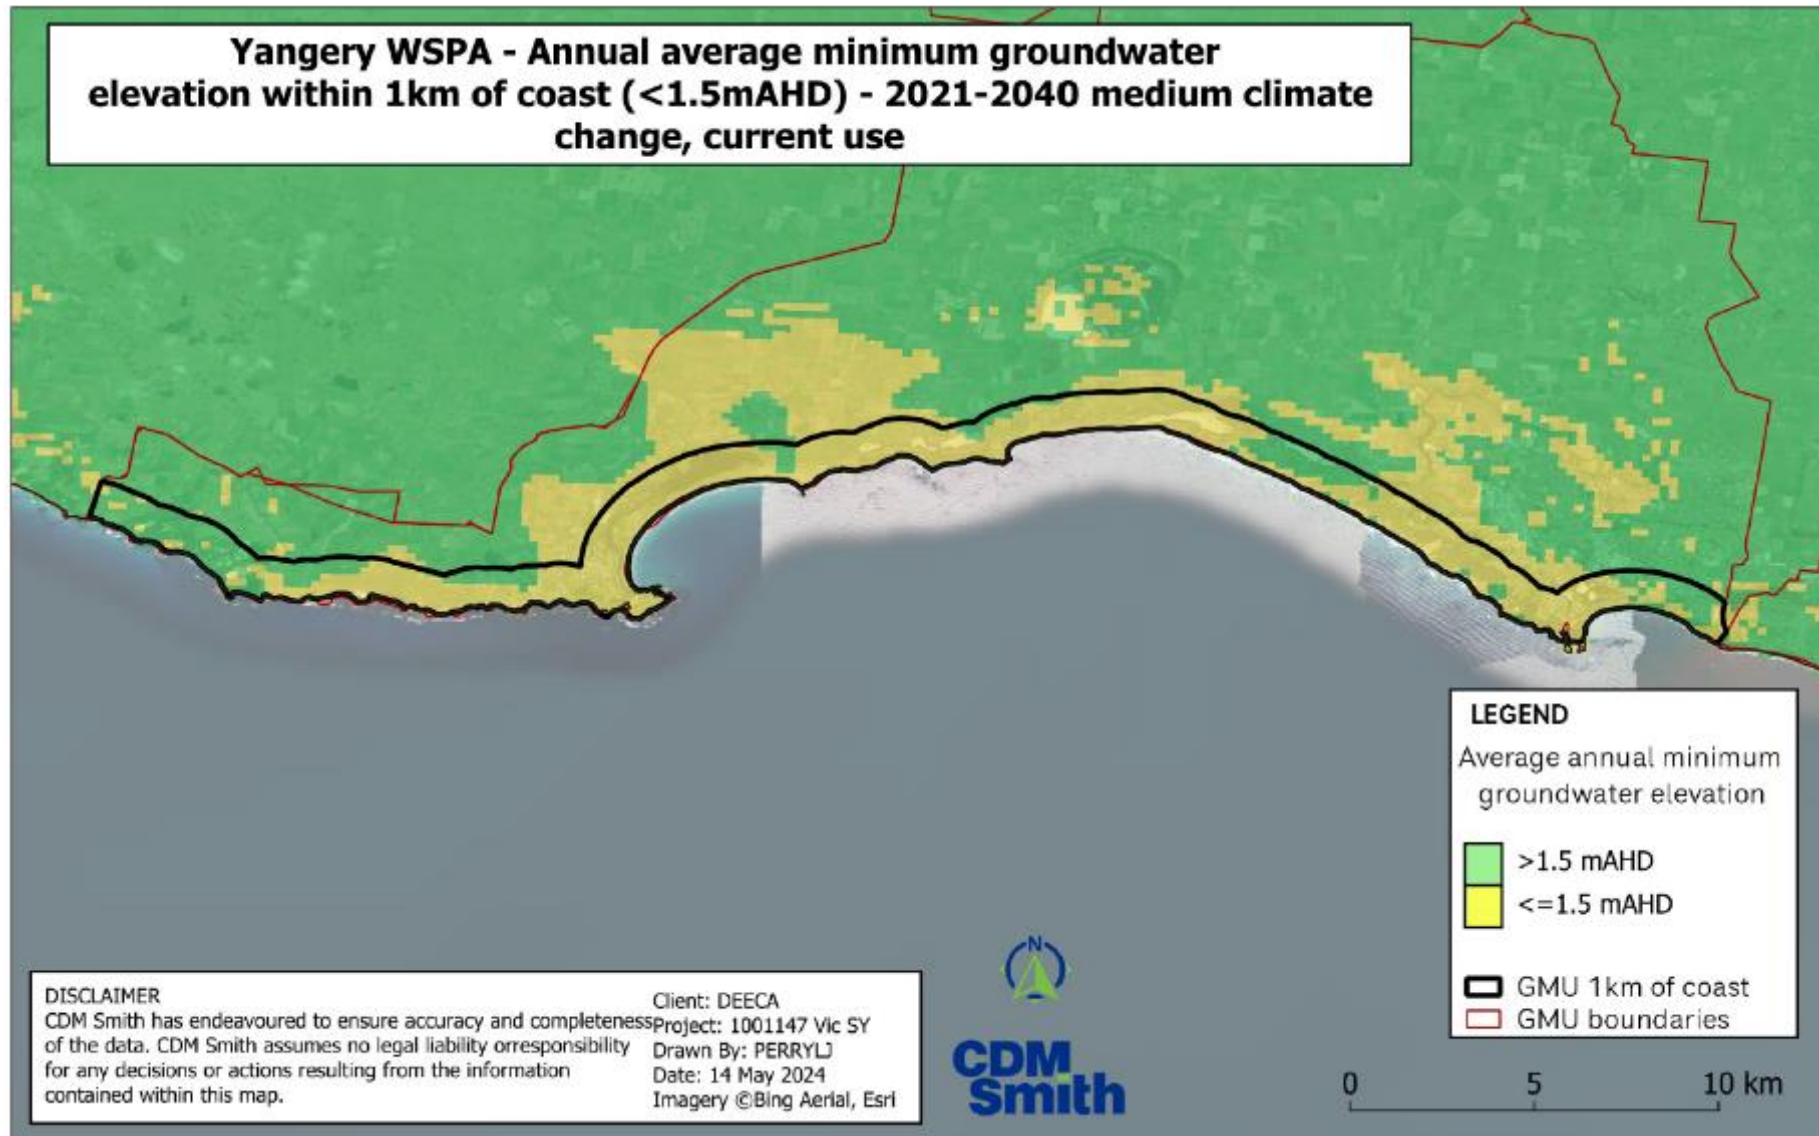 Yangery WSPA - Annual average minimum groundwater
elevation within 1km of coast (<1.5mAHD) - 2021-2040 medium climate
change, current use
LEGEND
Average annual minimum
groundwater elevation
>1.5 mAHD
<=1.5 mAHD
GMU 1km of coast
GMU boundaries
DISCLAIMER
CDM Smith has endeavoured to ensure accuracy and completeness
of the data. CDM Smith assumes no legal liability orresponsibility
for any decisions or actions resulting from the information
contained within this map.
Client: DEECA
Project: 1001147 Vic SY
Drawn By: PERRYLJ
Date: 14 May 2024
Imagery ©Bing Aerial, Esri
N
CDM
Smith
0 5 10 km